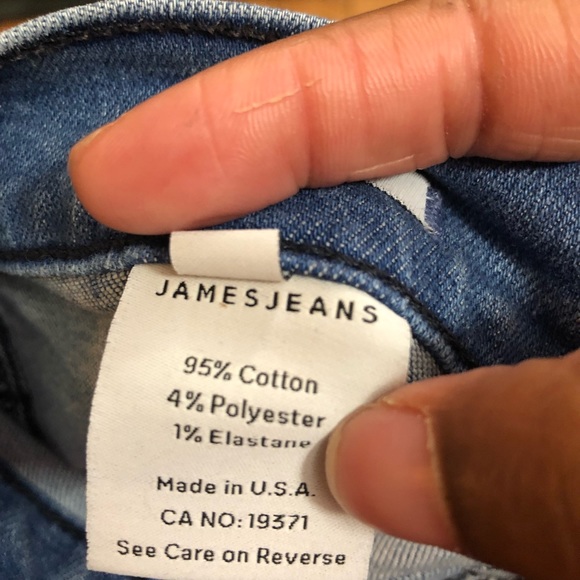 JAMESJEANS
95% Cotton
4% Polyester
1% Elastane
Made in U.S.A.
CA NO: 19371
See Care on Reverse